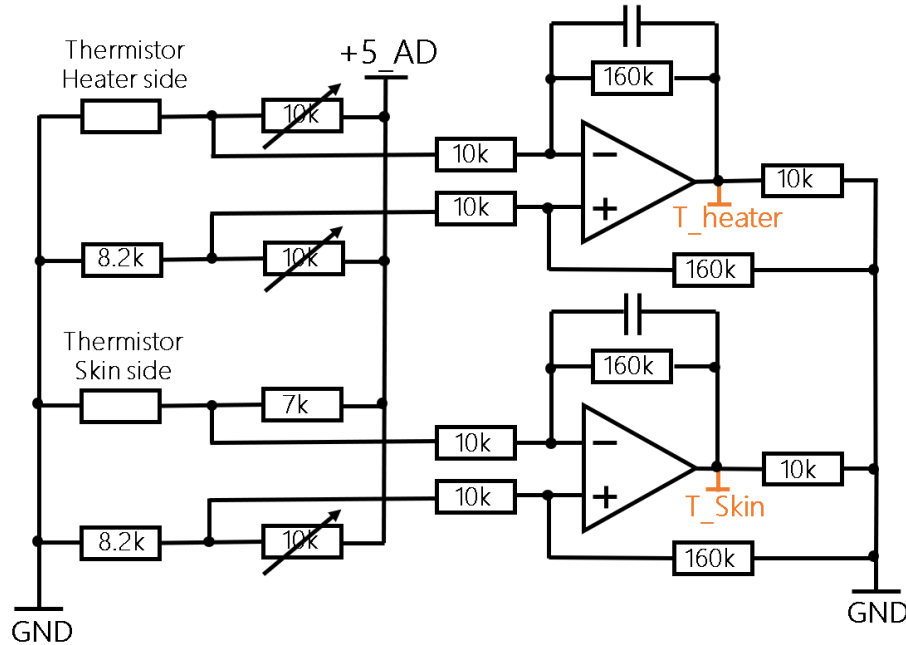 Thermistor
Heater side
+5_AD
10k
160k
10k
10k
T_heater
10k
8.2k
10k
160k
Thermistor
Skin side
7k
160k
10k
10k
10k
T_Skin
8.2k
10k
160k
GND
GND